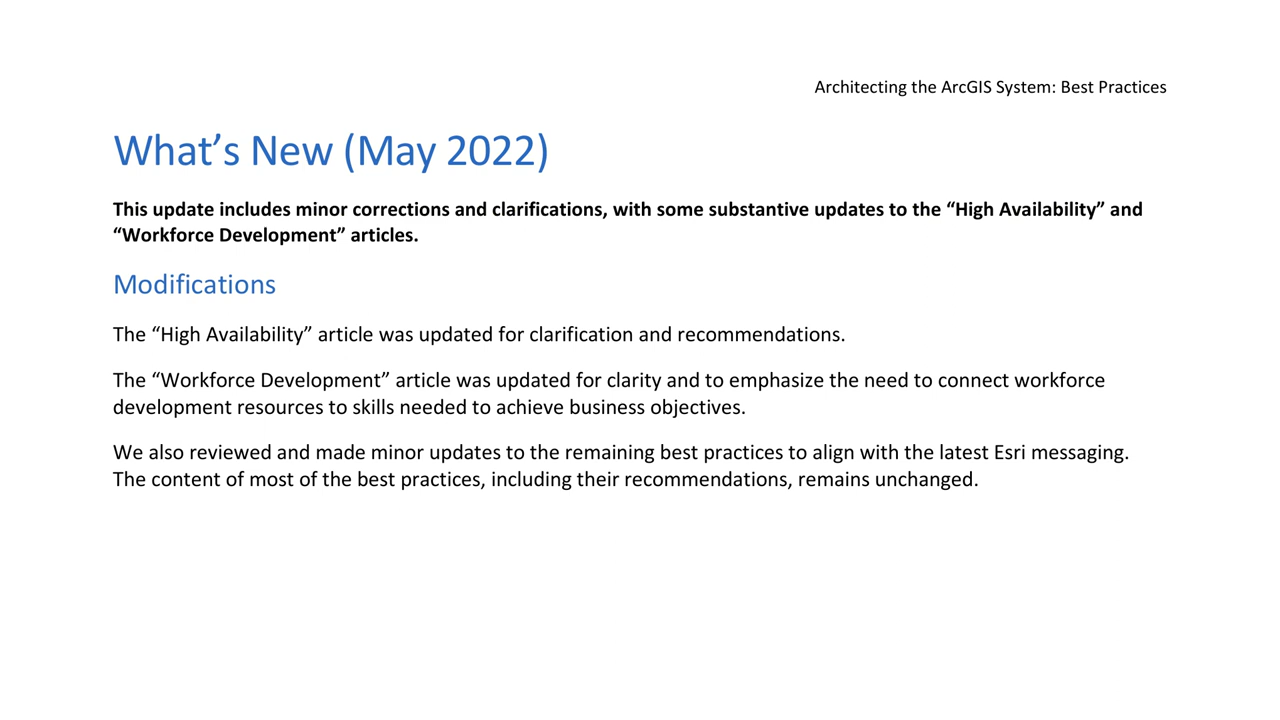 Architecting the ArcGIS System: Best Practices
What’s New (May 2022)
This update includes minor corrections and clarifications, with some substantive updates to the “High Availability” and
“Workforce Development” articles.
Modifications
The “High Availability” article was updated for clarification and recommendations.
The “Workforce Development” article was updated for clarity and to emphasize the need to connect workforce
development resources to skills needed to achieve business objectives.
We also reviewed and made minor updates to the remaining best practices to align with the latest Esri messaging.
The content of most of the best practices, including their recommendations, remains unchanged.